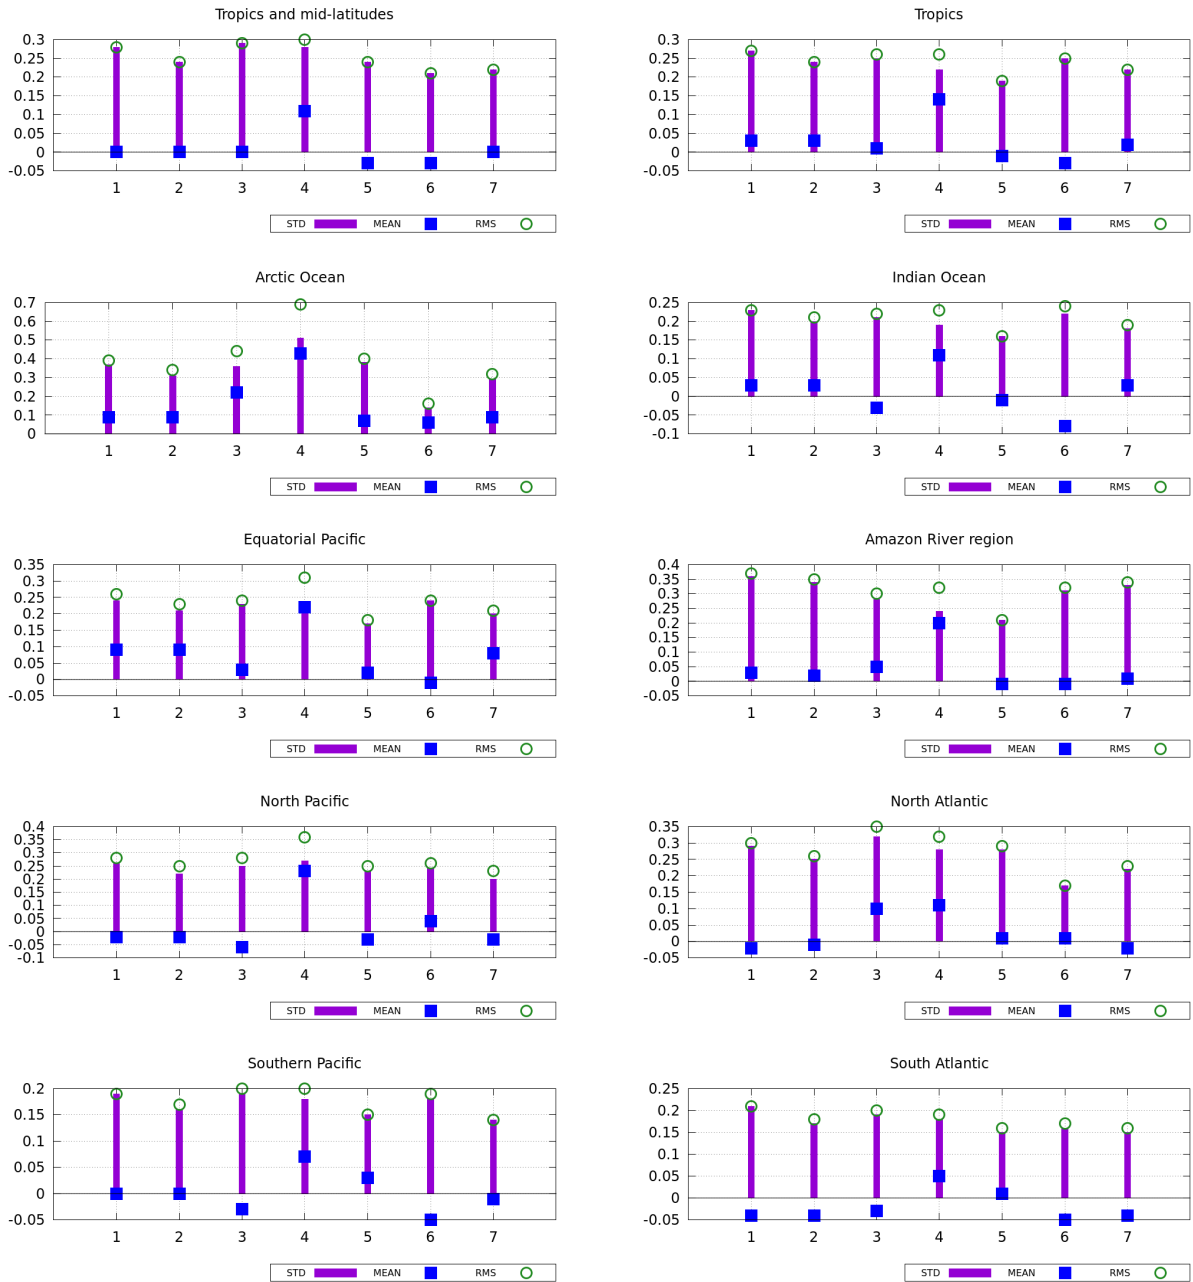 Tropics and mid-latitudes
0.3
0.25
0.2
0.15
0.1
0.05
0
-0.05
1 2 3 4 5 6 7
STD MEAN RMS
Tropics
0.3
0.25
0.2
0.15
0.1
0.05
0
-0.05
1 2 3 4 5 6 7
STD MEAN RMS
Arctic Ocean
0.7
0.6
0.5
0.4
0.3
0.2
0.1
0
1 2 3 4 5 6 7
STD MEAN RMS
Indian Ocean
0.25
0.2
0.15
0.1
0.05
0
-0.05
-0.1
1 2 3 4 5 6 7
STD MEAN RMS
Equatorial Pacific
0.35
0.3
0.25
0.2
0.15
0.1
0.05
0
-0.05
1 2 3 4 5 6 7
STD MEAN RMS
Amazon River region
0.4
0.35
0.3
0.25
0.2
0.15
0.1
0.05
0
-0.05
1 2 3 4 5 6 7
STD MEAN RMS
North Pacific
0.4
0.35
0.3
0.25
0.2
0.15
0.1
0.05
0
-0.05
-0.1
1 2 3 4 5 6 7
STD MEAN RMS
North Atlantic
0.35
0.3
0.25
0.2
0.15
0.1
0.05
0
-0.05
1 2 3 4 5 6 7
STD MEAN RMS
Southern Pacific
0.2
0.15
0.1
0.05
0
-0.05
1 2 3 4 5 6 7
STD MEAN RMS
South Atlantic
0.25
0.2
0.15
0.1
0.05
0
-0.05
1 2 3 4 5 6 7
STD MEAN RMS